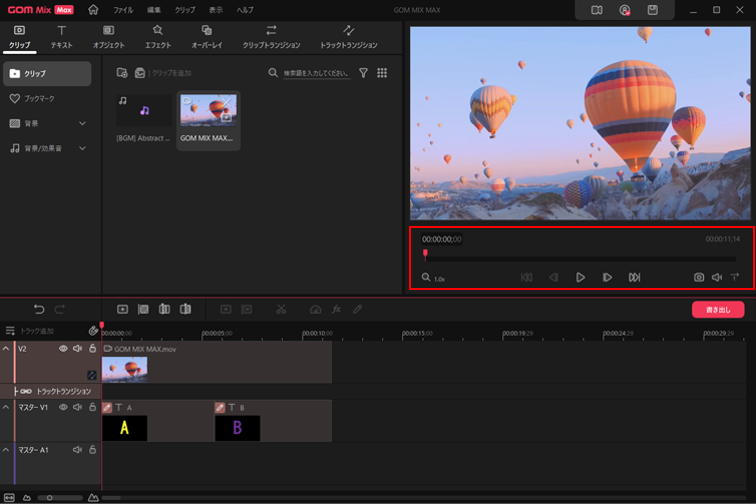 GOM Mix Max ファイル 編集 クリップ 表示 ヘルプ GOM MIX MAX
クリップ テキスト オブジェクト エフェクト オーバーレイ クリップトランジション トラックトランジション
クリップ
ブックマーク
背景
背景/効果音
クリップを追加 検索語を入力してください。
[BGM] Abstract ... GOM MIX MAX...
00:00:00;00 00:00:11;14
1.0x
書き出し
トラック追加 00:00:00;00 00:00:05;00 00:00:10;00 00:00:15;00 00:00:19;29 00:00:24;29 00:00:29;29
V2 GOM MIX MAX.mov
トラックトランジション
マスター V1 T A T B
A B
マスター A1